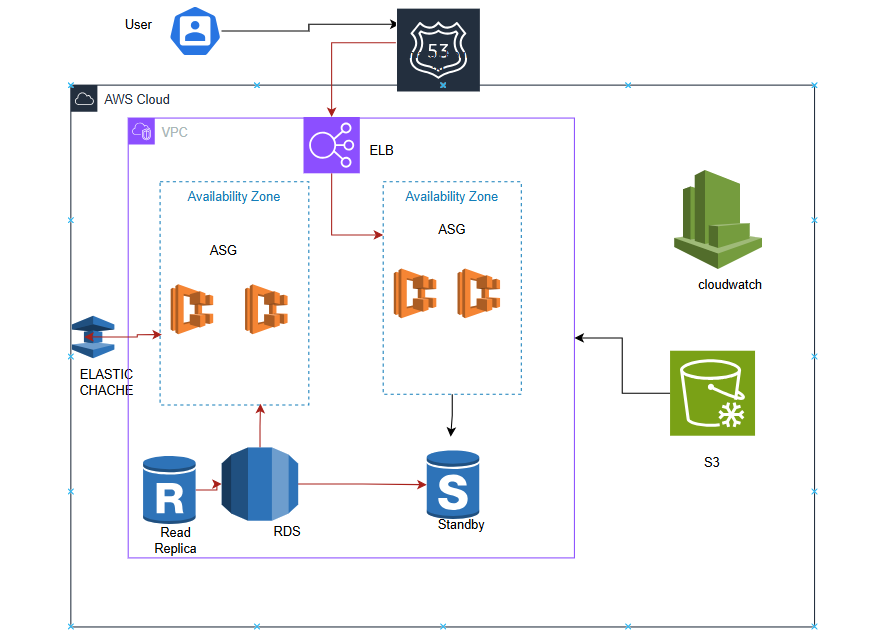 User
53
AWS Cloud
VPC
ELB
Availability Zone
Availability Zone
ASG
ASG
cloudwatch
ELASTIC
CHACHE
S3
R
S
Read
Replica
RDS
Standby